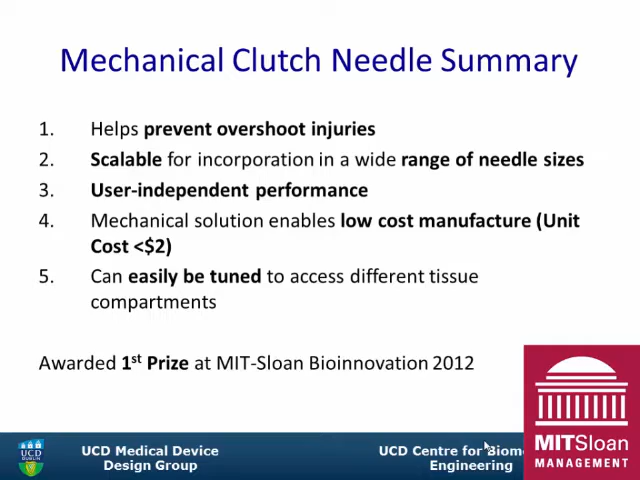 Mechanical Clutch Needle Summary
1. Helps prevent overshoot injuries
2. Scalable for incorporation in a wide range of needle sizes
3. User-independent performance
4. Mechanical solution enables low cost manufacture (Unit
Cost <$2)
5. Can easily be tuned to access different tissue
compartments
Awarded 1st Prize at MIT-Sloan Bioinnovation 2012
MITSloan
MANAGEMENT
UCD
DUBLIN
UCD Medical Device
Design Group
UCD Centre for Biome
Engineering